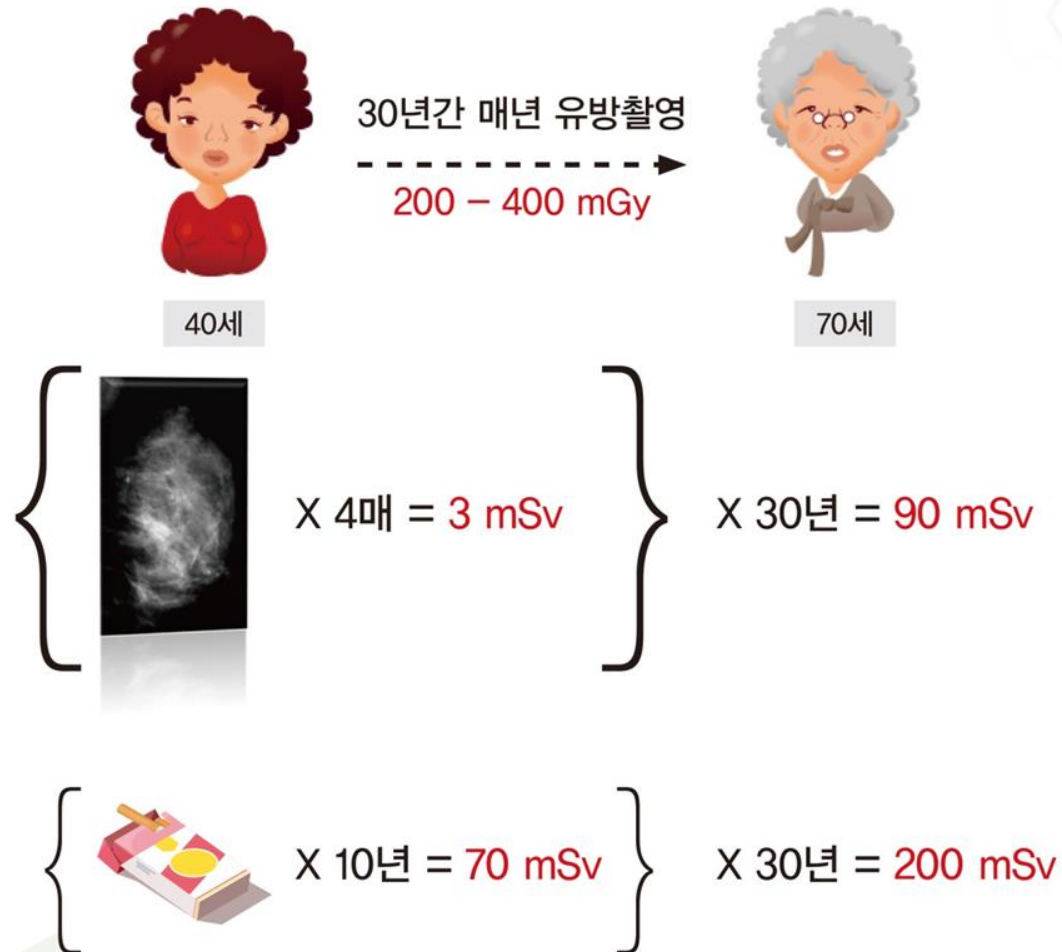 30년간 매년 유방촬영
200 – 400 mGy
40세
70세
X 4매 = 3 mSv
X 30년 = 90 mSv
X 10년 = 70 mSv
X 30년 = 200 mSv